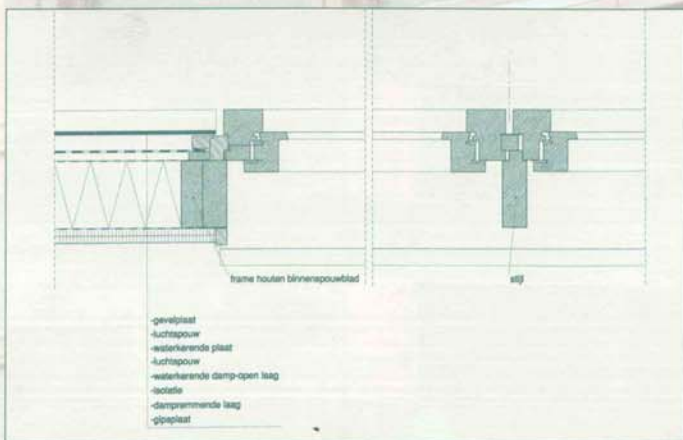 frame houten binnenspouwblad
stijl
-gevelplaat
-luchtspouw
-waterkerende plaat
-luchtspouw
-waterkerende damp-open laag
-isolatie
-dampremmende laag
-gipsplaat